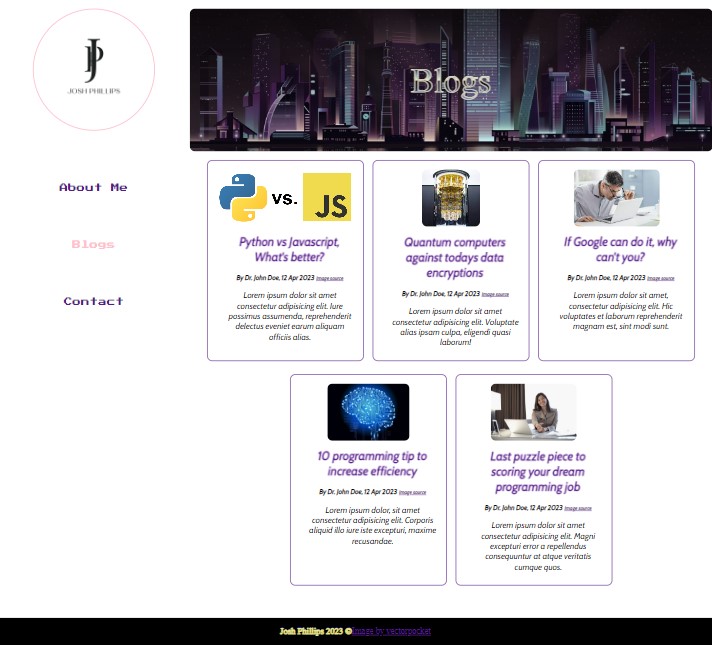 JP
JOSH PHILLIPS
Blogs
About Me
Blogs
Contact
vs.
JS
Python vs Javascript,
What's better?
By Dr. John Doe, 12 Apr 2023 Image source
Lorem ipsum dolor sit amet
consectetur adipisicing elit. Iure
possimus assumenda, reprehenderit
delectus eveniet earum aliquam
officiis alias.
Quantum computers
against todays data
encryptions
By Dr. John Doe, 12 Apr 2023 Image source
Lorem ipsum dolor sit amet
consectetur adipisicing elit. Voluptate
alias ipsam culpa, eligendi quasi
laborum!
If Google can do it, why
can't you?
By Dr. John Doe, 12 Apr 2023 Image source
Lorem ipsum dolor sit amet,
consectetur adipisicing elit. Hic
voluptates et laborum reprehenderit
magnam est, sint modi sunt.
10 programming tip to
increase efficiency
By Dr. John Doe, 12 Apr 2023 Image source
Lorem ipsum dolor, sit amet
consectetur adipisicing elit. Corporis
aliquid illo iure iste excepturi, maxime
recusandae.
Last puzzle piece to
scoring your dream
programming job
By Dr. John Doe, 12 Apr 2023 Image source
Lorem ipsum dolor sit amet
consectetur adipisicing elit. Magni
excepturi error a repellendus
consequuntur at atque veritatis
cumque quos.
Josh Phillips 2023 ©Image by vectorpocket